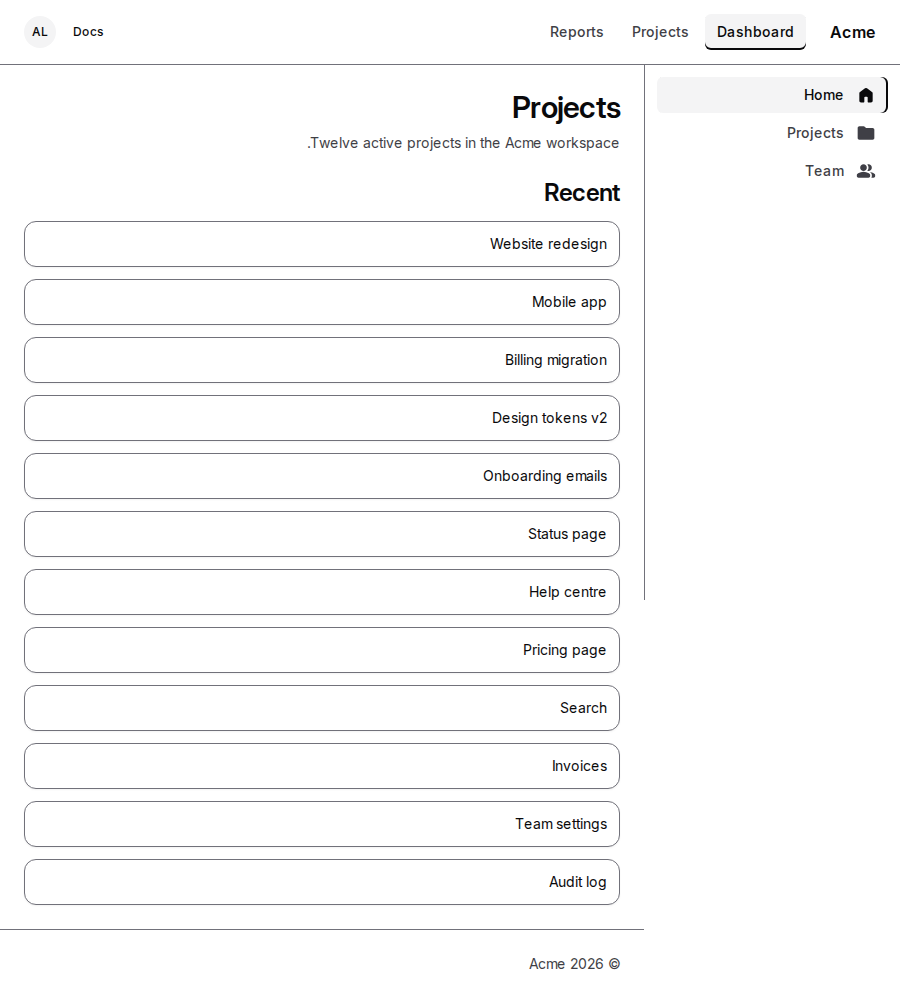 Acme
Dashboard
Projects
Reports
Docs
AL
Home
Projects
Team
Projects
.Twelve active projects in the Acme workspace
Recent
Website redesign
Mobile app
Billing migration
Design tokens v2
Onboarding emails
Status page
Help centre
Pricing page
Search
Invoices
Team settings
Audit log
Acme 2026 ©